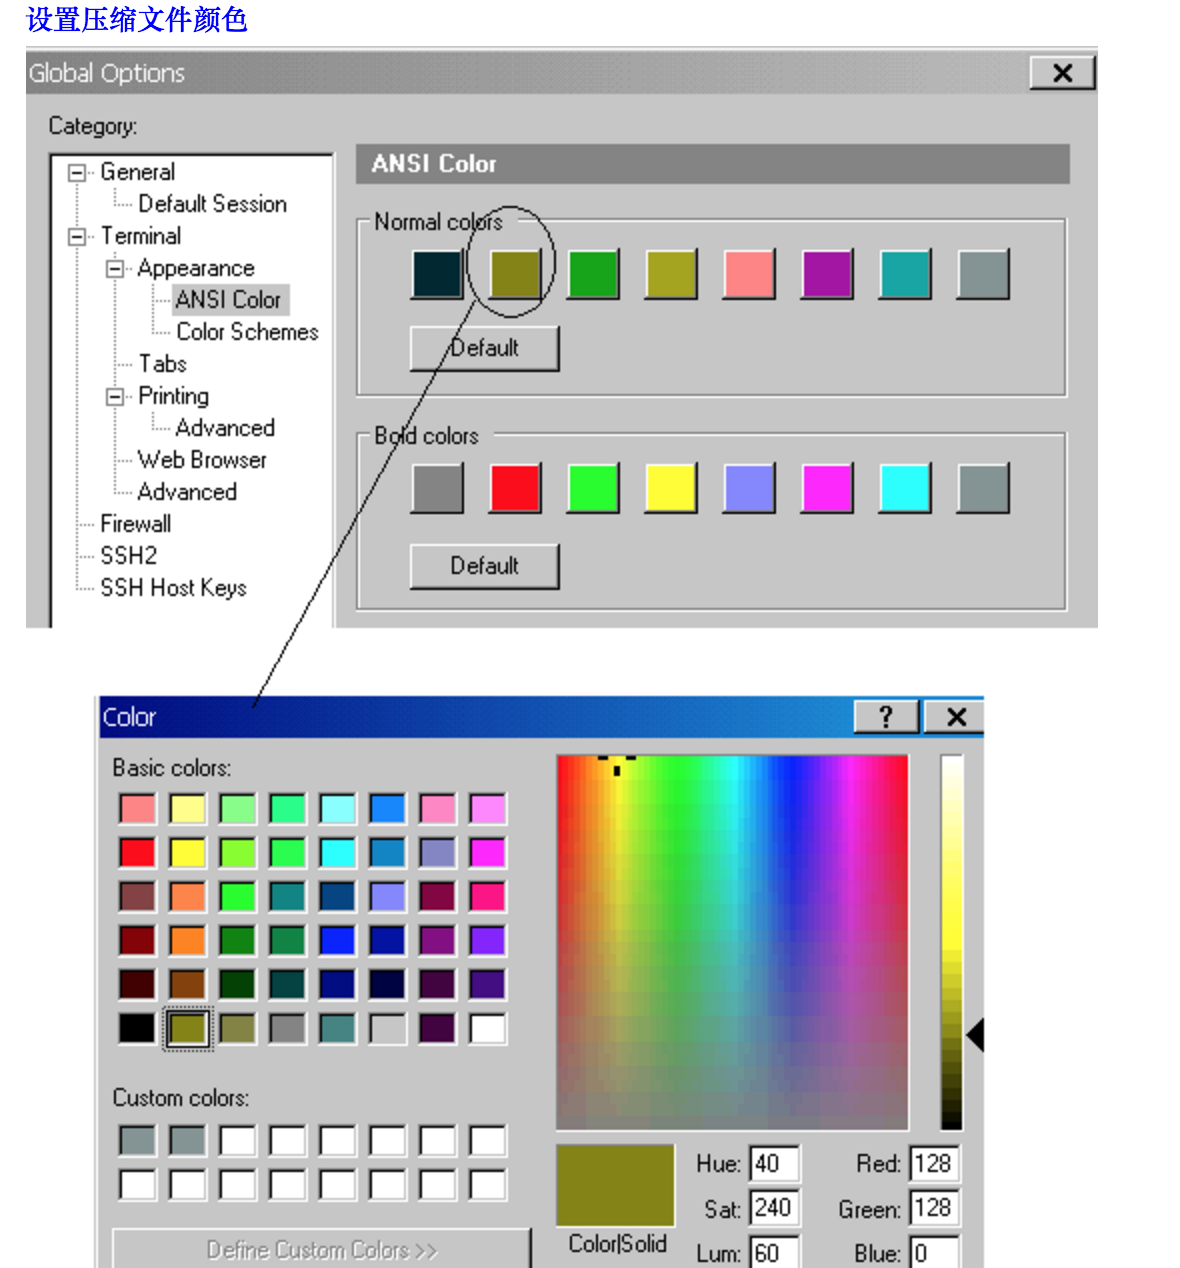 设置压缩文件颜色
Global Options
Category:
General
Default Session
Terminal
Appearance
ANSI Color
Color Schemes
Tabs
Printing
Advanced
Web Browser
Advanced
Firewall
SSH2
SSH Host Keys
ANSI Color
Normal colors
Default
Bold colors
Default
Color
?
Basic colors:
Custom colors:
Define Custom Colors >>
Color|Solid
Hue: 40
Sat: 240
Lum: 60
Red: 128
Green: 128
Blue: 0